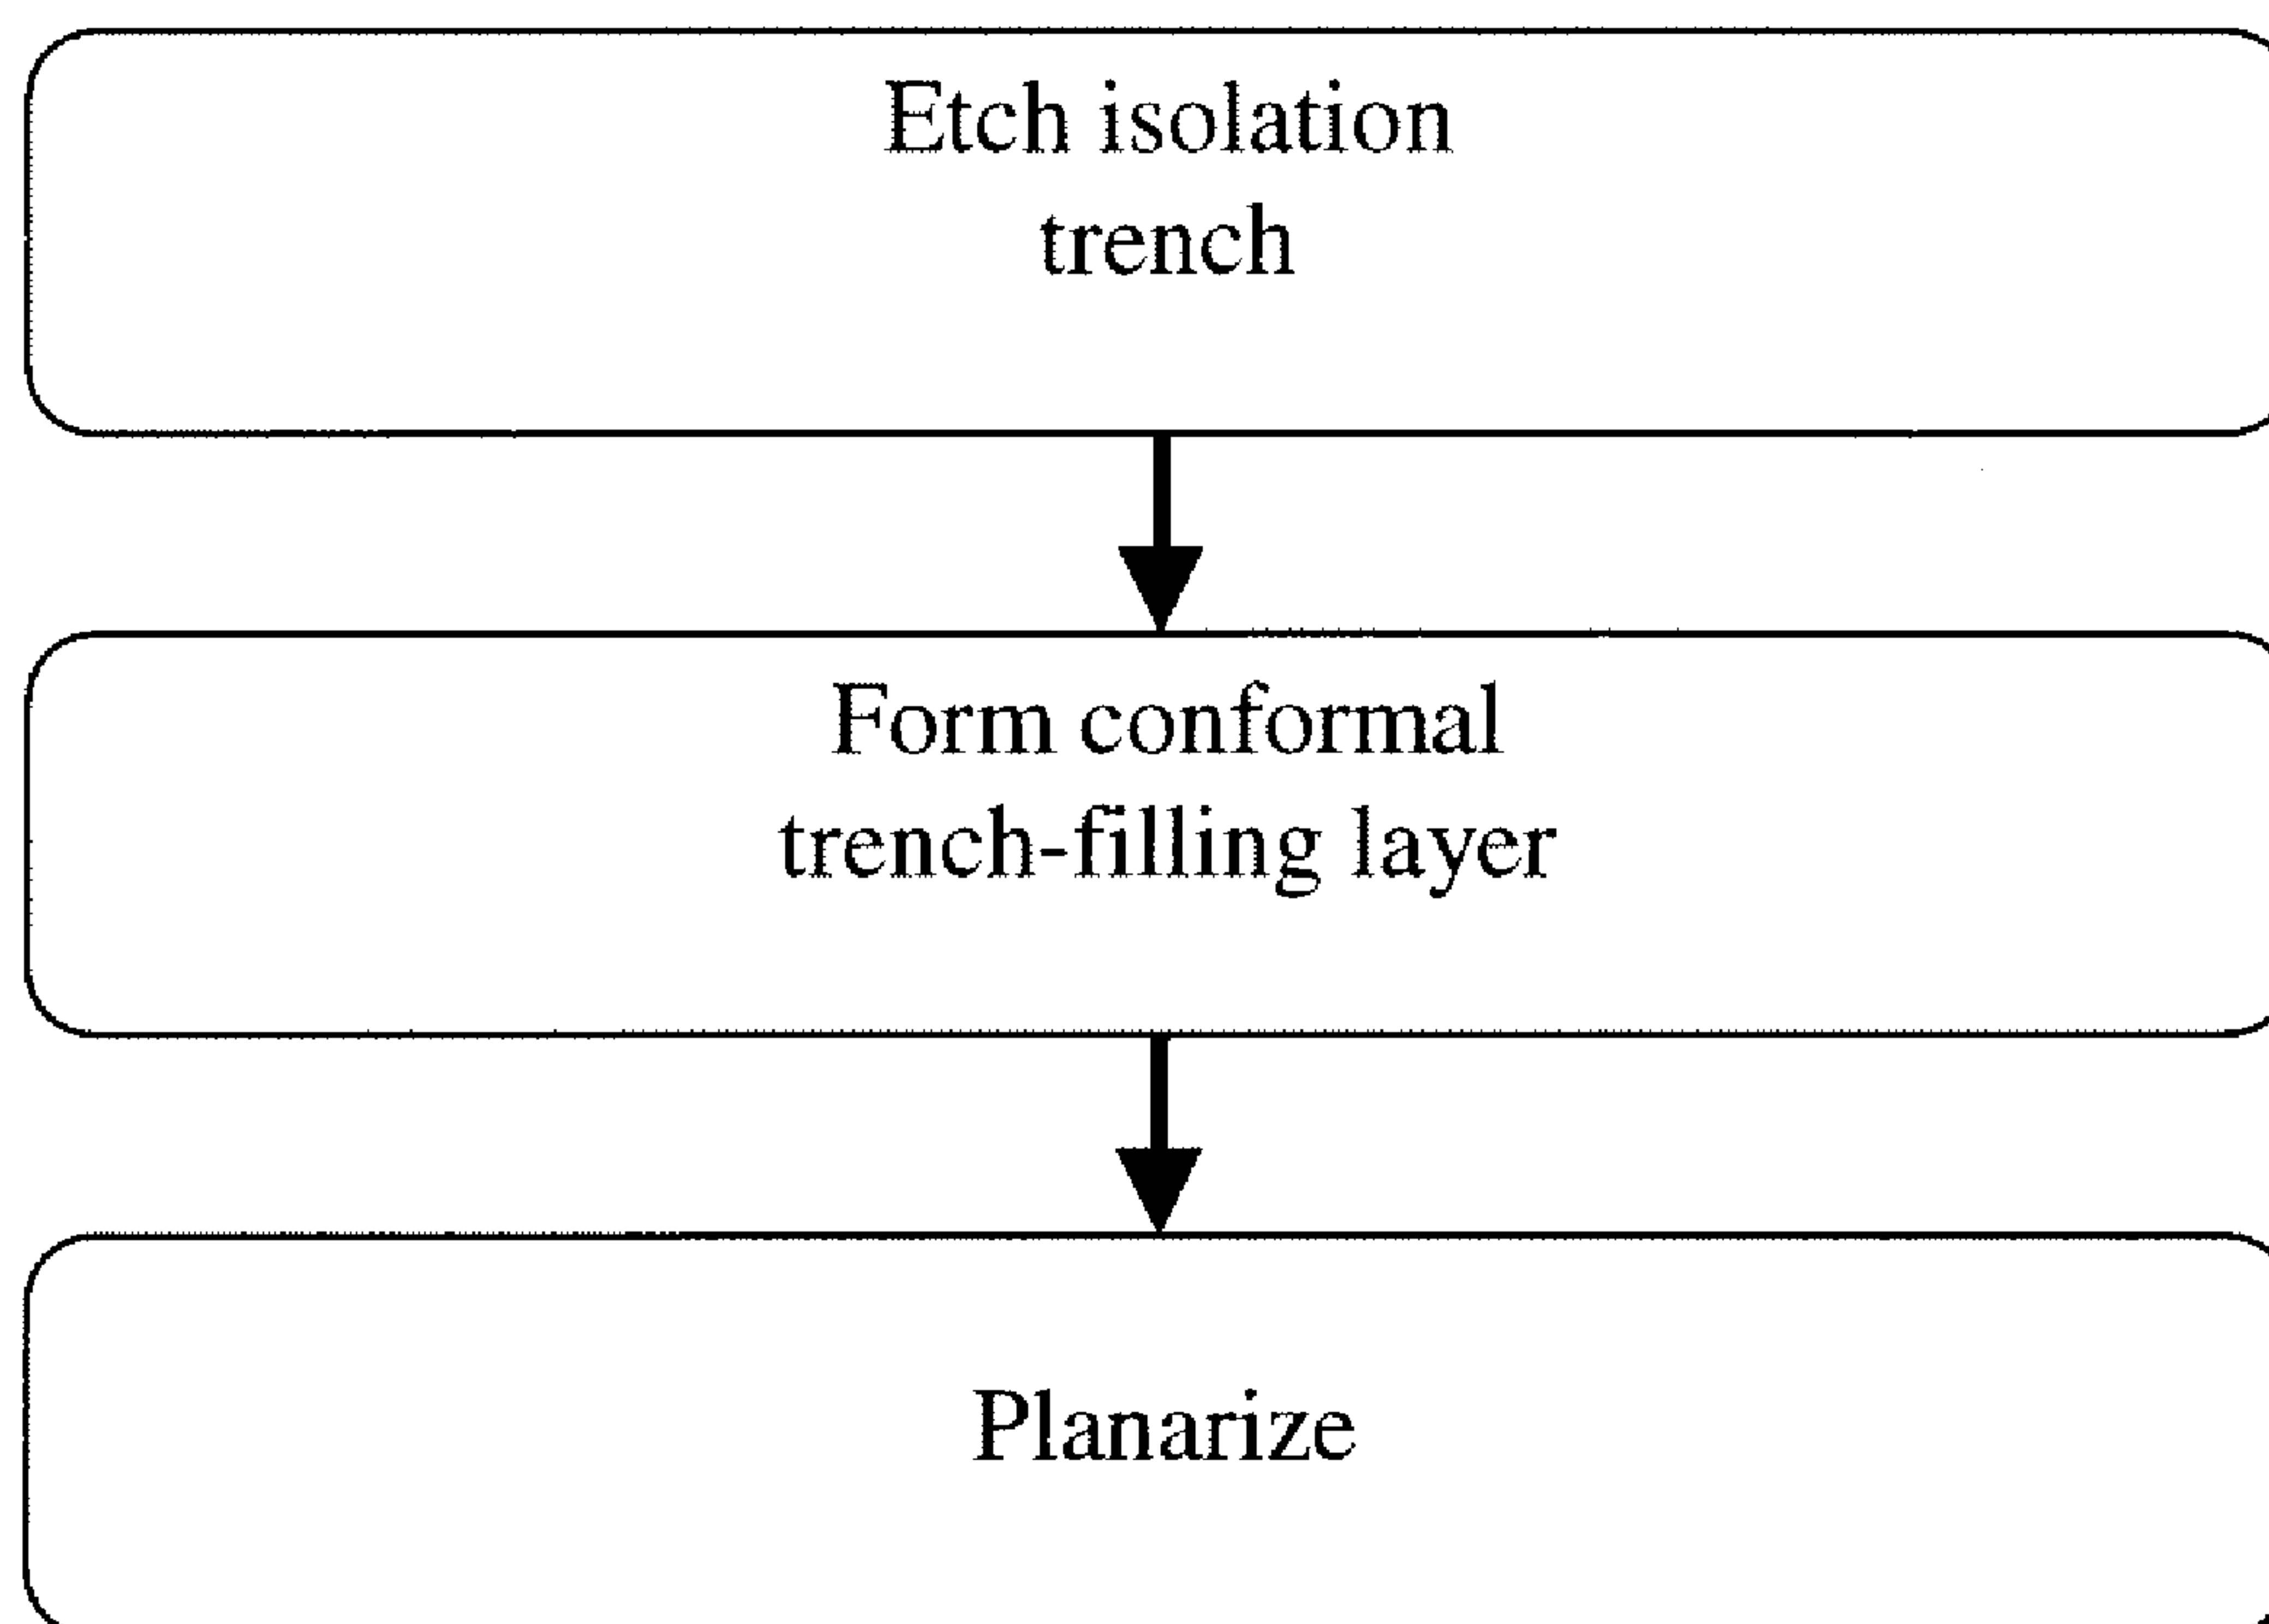 Etch isolation
trench
Form conformal
trench-filling layer
Planarize